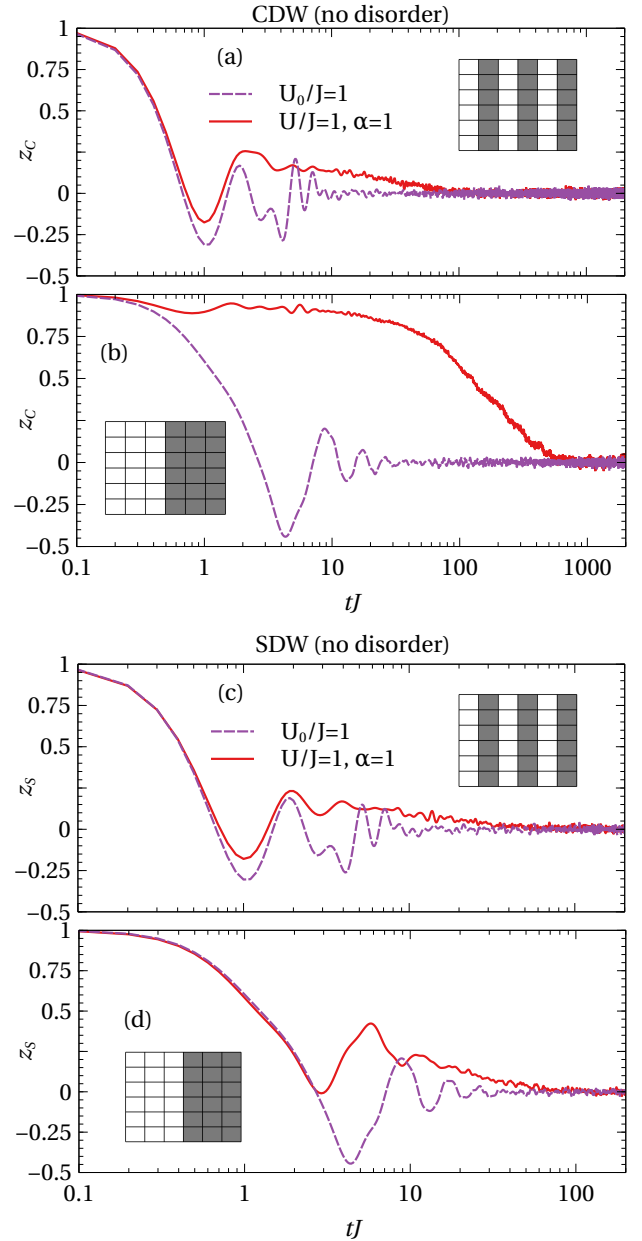 CDW (no disorder)
1
0.75
0.5
0.25
0
−0.25
−0.5
z_C
(a)
U₀/J=1
U/J=1, α=1
1
0.75
0.5
0.25
0
−0.25
−0.5
z_C
(b)
0.1 1 10 100 1000
tJ
SDW (no disorder)
1
0.75
0.5
0.25
0
−0.25
−0.5
z_S
(c)
U₀/J=1
U/J=1, α=1
1
0.75
0.5
0.25
0
−0.25
−0.5
z_S
(d)
0.1 1 10 100
tJ